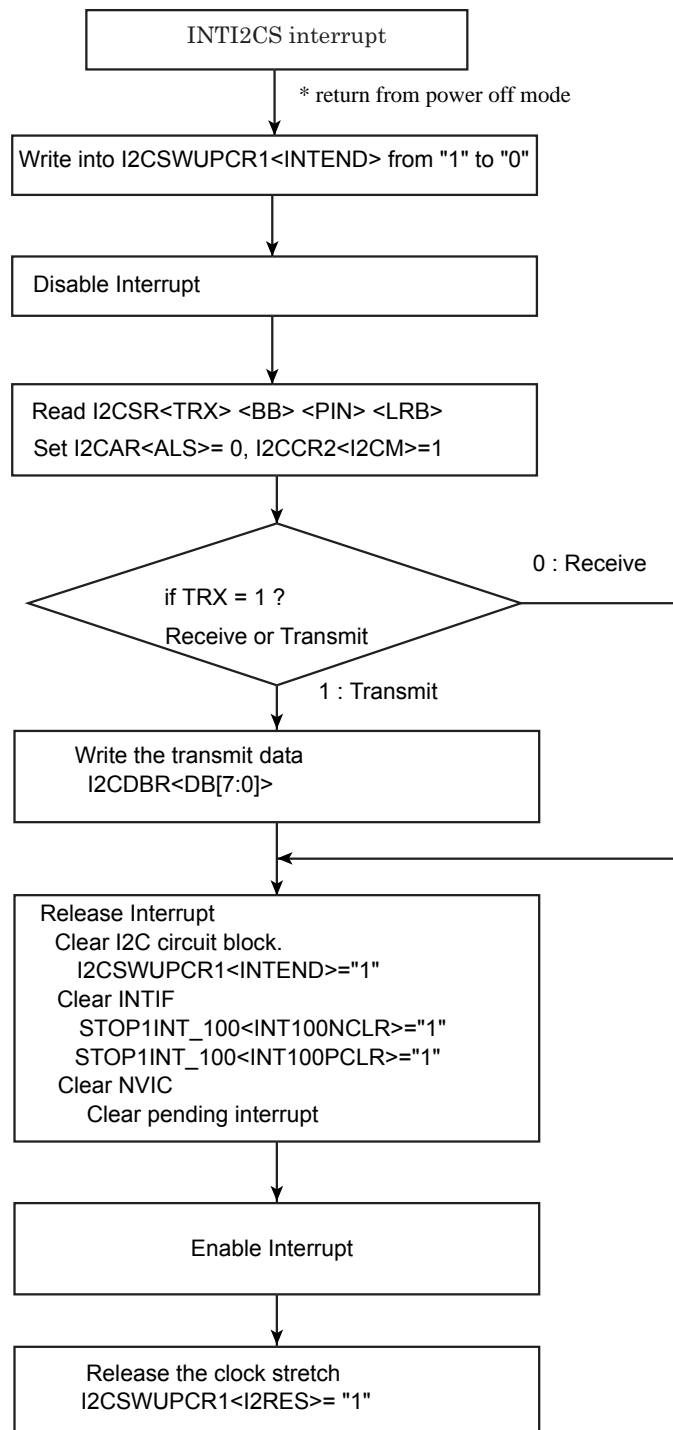 INTI2CS interrupt
* return from power off mode
Write into I2CSWUPCR1<INTEND> from "1" to "0"
Disable Interrupt
Read I2CSR<TRX> <BB> <PIN> <LRB>
Set I2CAR<ALS>= 0, I2CCR2<I2CM>=1
0 : Receive
if TRX = 1 ?
Receive or Transmit
1 : Transmit
Write the transmit data
I2CDBR<DB[7:0]>
Release Interrupt
Clear I2C circuit block.
I2CSWUPCR1<INTEND>="1"
Clear INTIF
STOP1INT_100<INT100NCLR>="1"
STOP1INT_100<INT100PCLR>="1"
Clear NVIC
Clear pending interrupt
Enable Interrupt
Release the clock stretch
I2CSWUPCR1<I2RES>= "1"